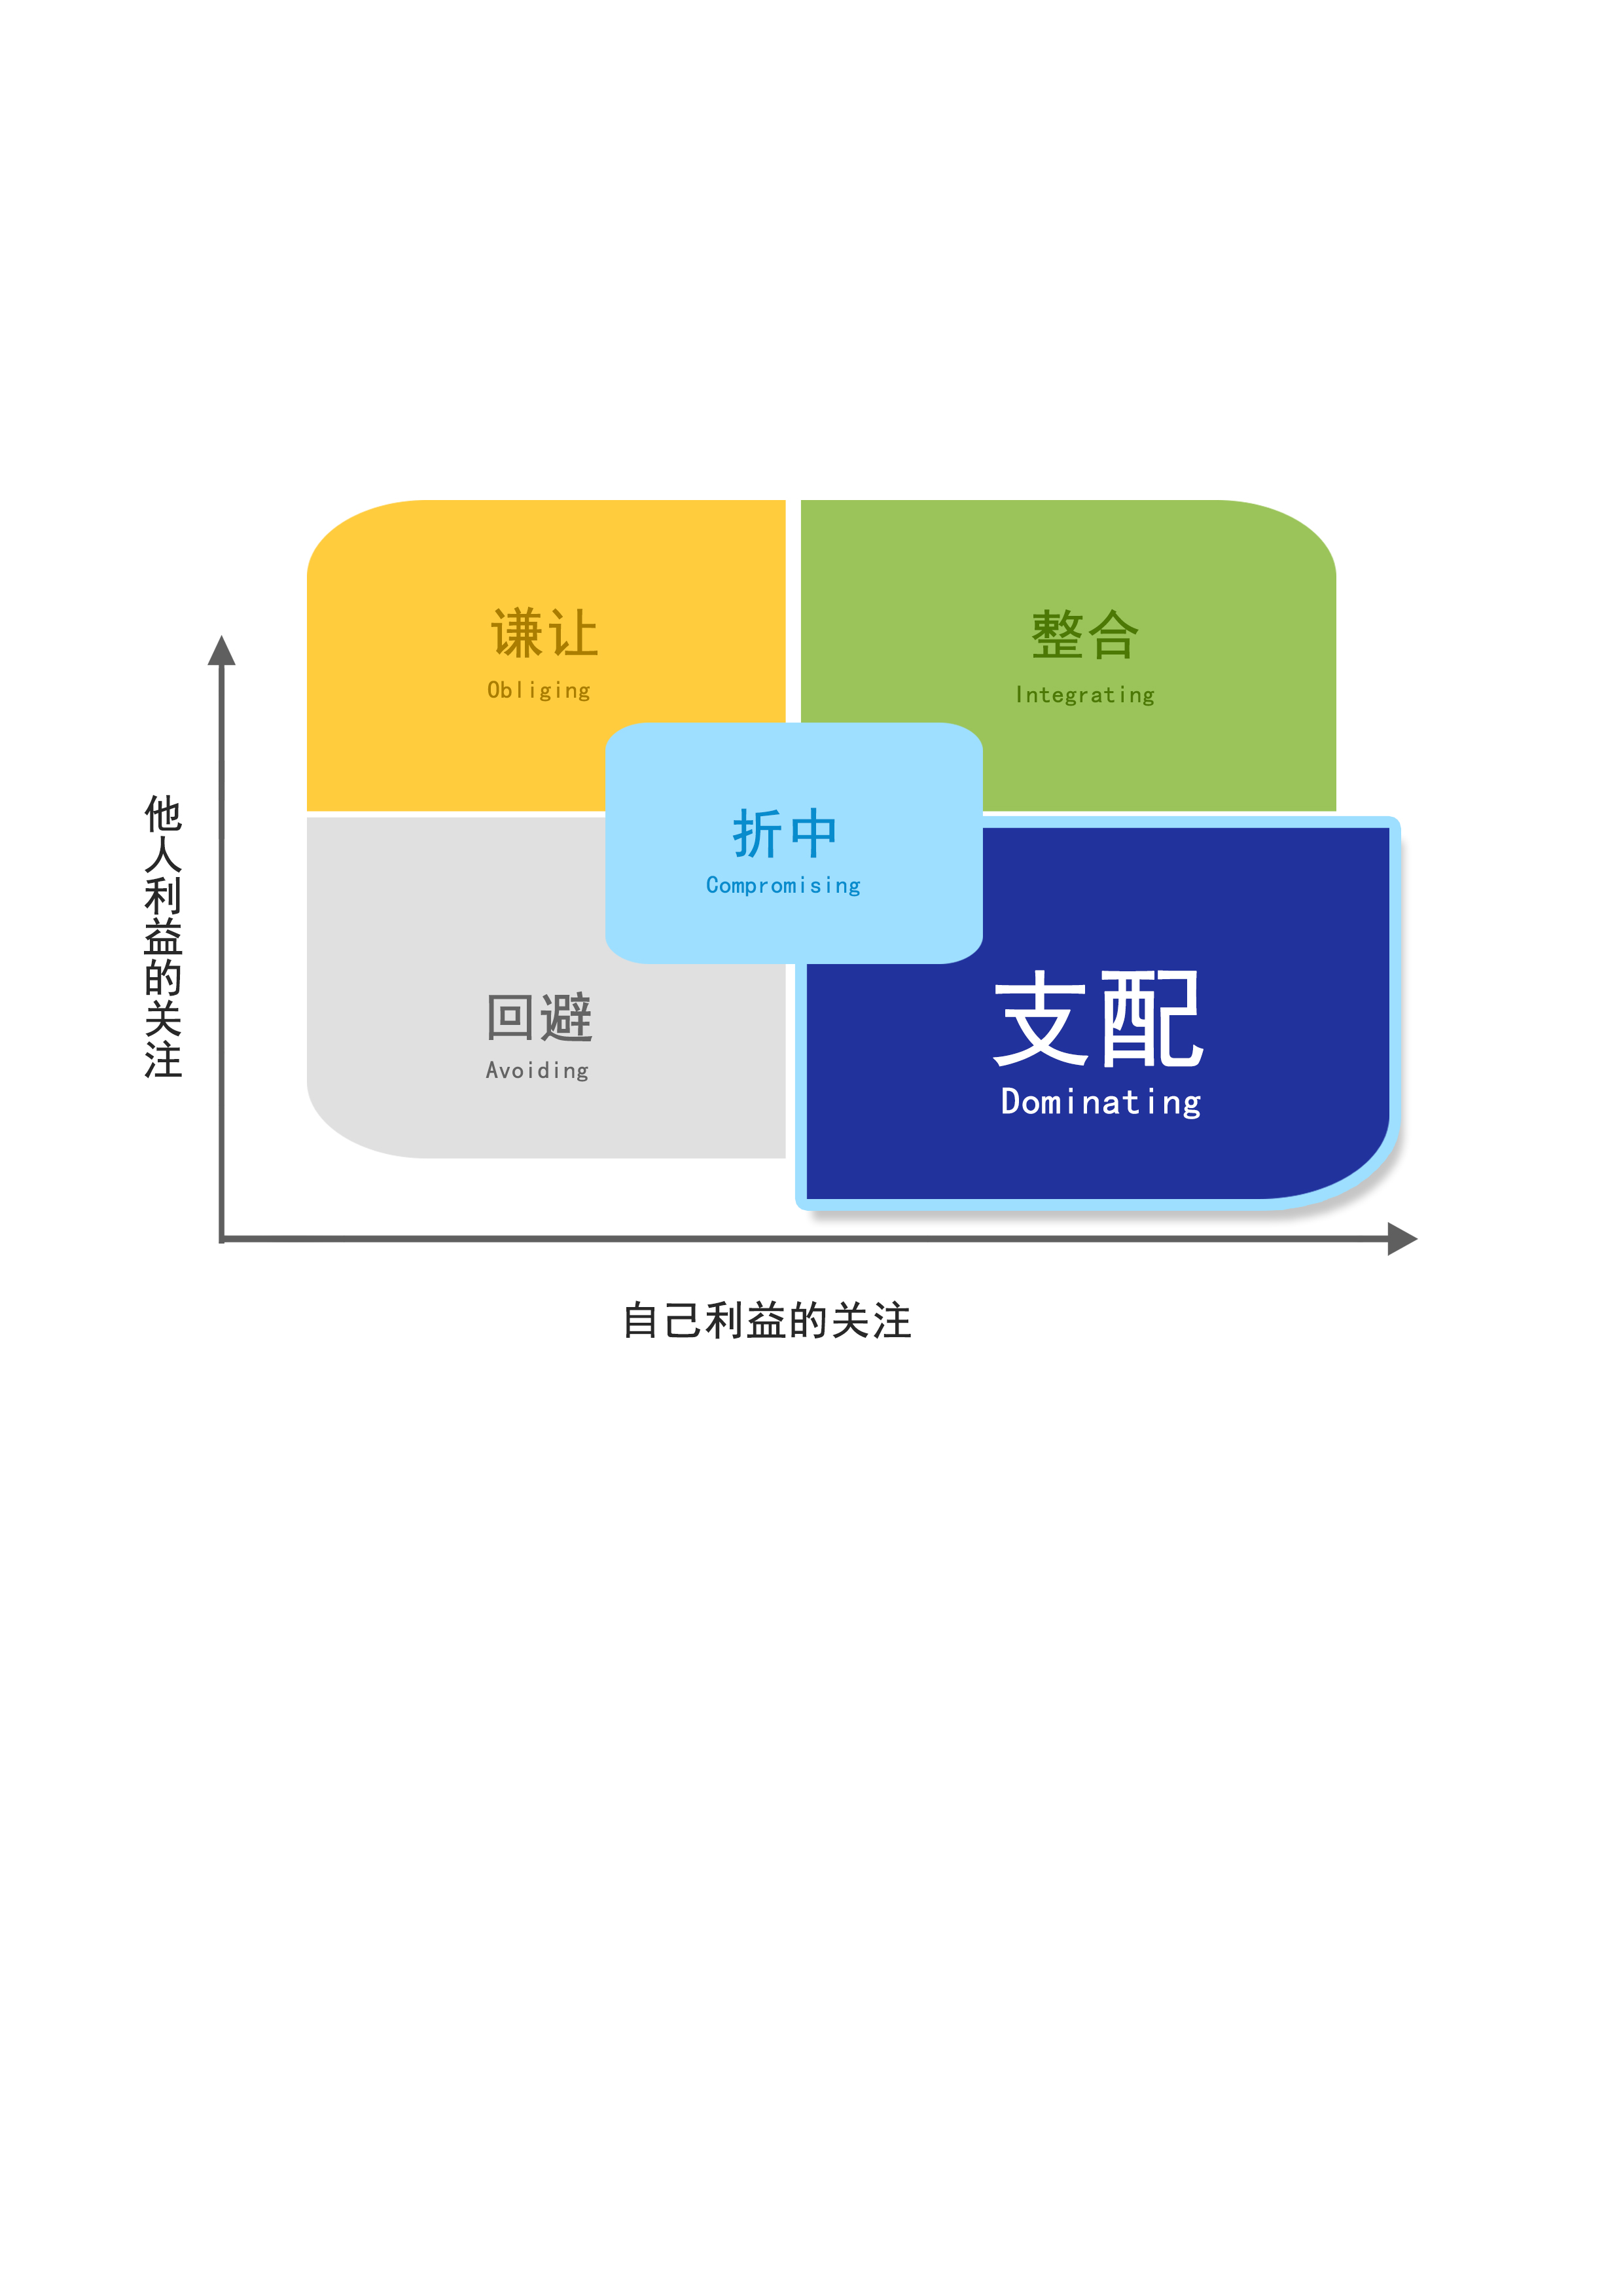 谦让
Obliging
整合
Integrating
折中
Compromising
回避
Avoiding
支配
Dominating
他人利益的关注
自己利益的关注